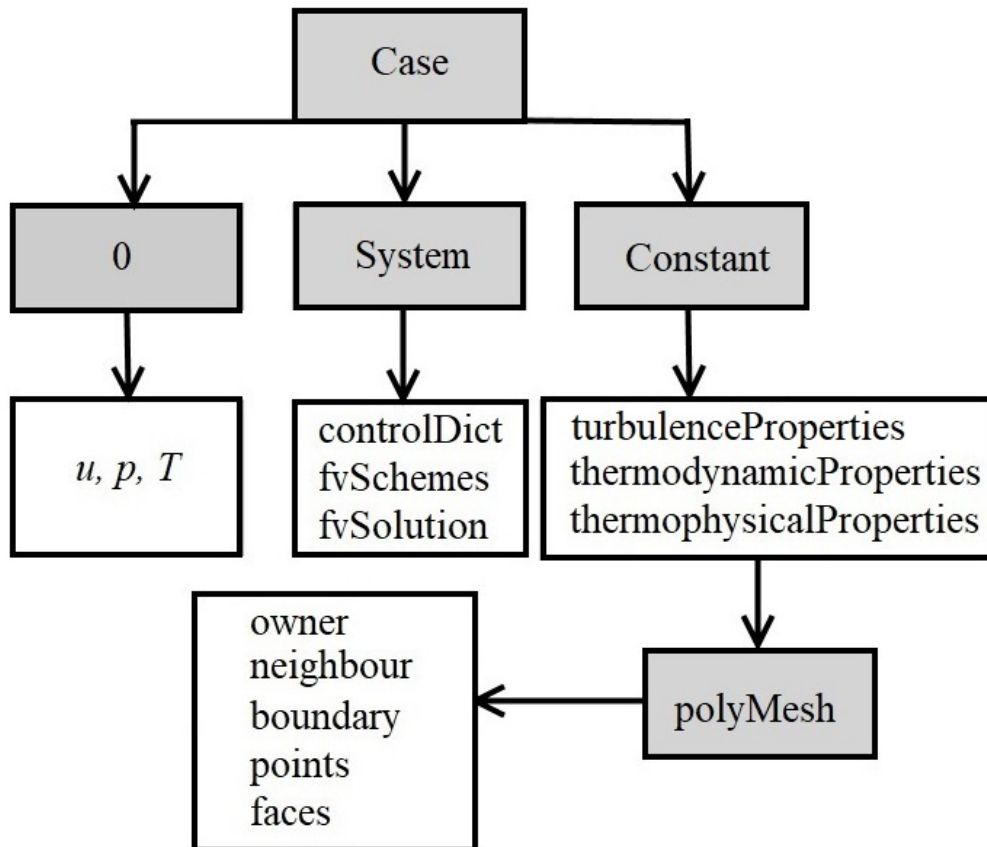 Case
0
System
Constant
u, p, T
controlDict
fvSchemes
fvSolution
turbulenceProperties
thermodynamicProperties
thermophysicalProperties
owner
neighbour
boundary
points
faces
polyMesh